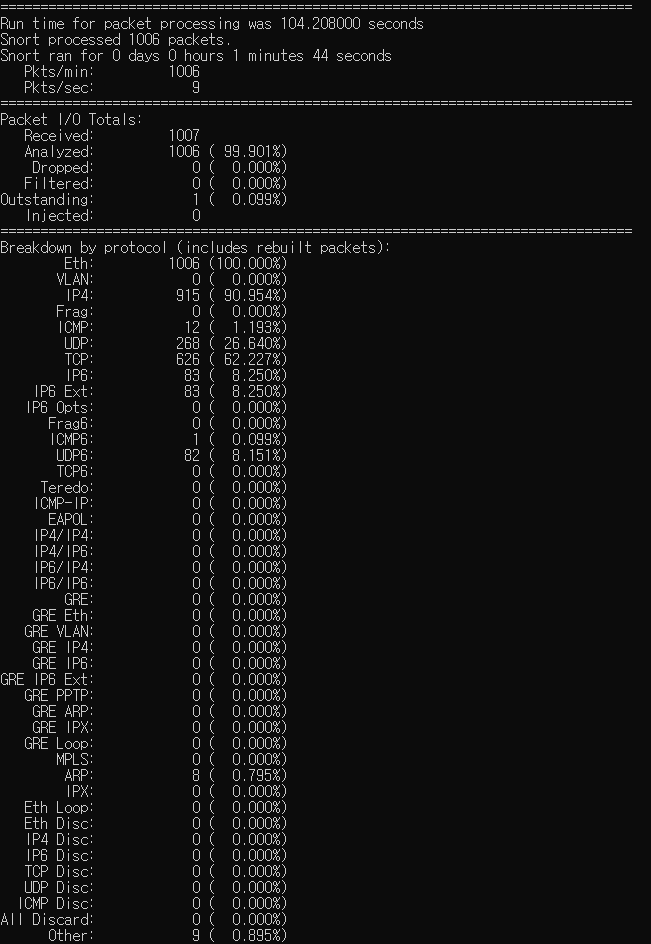 ===============================================================================
Run time for packet processing was 104.208000 seconds
Snort processed 1006 packets.
Snort ran for 0 days 0 hours 1 minutes 44 seconds
   Pkts/min:         1006
   Pkts/sec:            9
===============================================================================
Packet I/O Totals:
   Received:         1007
   Analyzed:         1006 ( 99.901%)
    Dropped:            0 (  0.000%)
   Filtered:            0 (  0.000%)
Outstanding:            1 (  0.099%)
   Injected:            0
===============================================================================
Breakdown by protocol (includes rebuilt packets):
        Eth:         1006 (100.000%)
       VLAN:            0 (  0.000%)
        IP4:          915 ( 90.954%)
       Frag:            0 (  0.000%)
       ICMP:           12 (  1.193%)
        UDP:          268 ( 26.640%)
        TCP:          626 ( 62.227%)
        IP6:           83 (  8.250%)
    IP6 Ext:           83 (  8.250%)
   IP6 Opts:            0 (  0.000%)
      Frag6:            0 (  0.000%)
      ICMP6:            1 (  0.099%)
       UDP6:           82 (  8.151%)
       TCP6:            0 (  0.000%)
     Teredo:            0 (  0.000%)
    ICMP-IP:            0 (  0.000%)
      EAPOL:            0 (  0.000%)
    IP4/IP4:            0 (  0.000%)
    IP4/IP6:            0 (  0.000%)
    IP6/IP4:            0 (  0.000%)
    IP6/IP6:            0 (  0.000%)
        GRE:            0 (  0.000%)
    GRE Eth:            0 (  0.000%)
   GRE VLAN:            0 (  0.000%)
    GRE IP4:            0 (  0.000%)
    GRE IP6:            0 (  0.000%)
GRE IP6 Ext:            0 (  0.000%)
   GRE PPTP:            0 (  0.000%)
    GRE ARP:            0 (  0.000%)
    GRE IPX:            0 (  0.000%)
   GRE Loop:            0 (  0.000%)
       MPLS:            0 (  0.000%)
        ARP:            8 (  0.795%)
        IPX:            0 (  0.000%)
   Eth Loop:            0 (  0.000%)
   Eth Disc:            0 (  0.000%)
   IP4 Disc:            0 (  0.000%)
   IP6 Disc:            0 (  0.000%)
   TCP Disc:            0 (  0.000%)
   UDP Disc:            0 (  0.000%)
  ICMP Disc:            0 (  0.000%)
All Discard:            0 (  0.000%)
      Other:            9 (  0.895%)